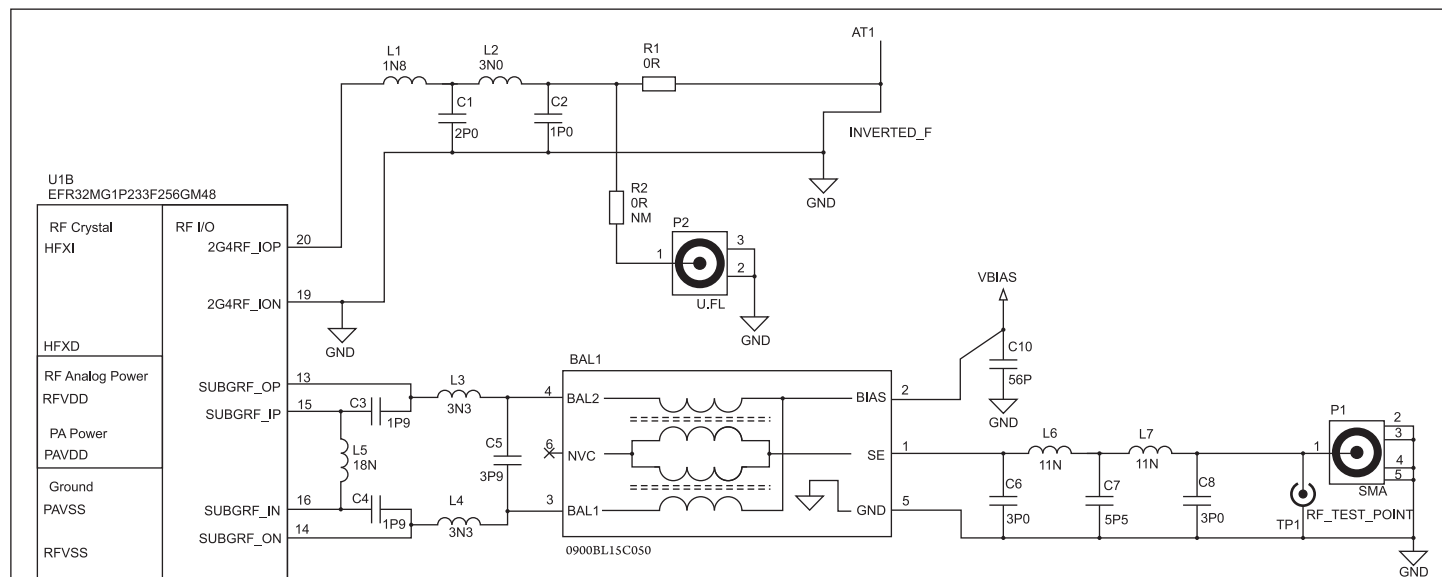 AT1
L1
1N8
L2
3N0
R1
0R
C1
2P0
C2
1P0
INVERTED_F
GND
U1B
EFR32MG1P233F256GM48
R2
0R
NM
P2
1
3
2
U.FL
GND
RF Crystal
HFXI
HFXD
RF I/O
2G4RF_IOP
20
2G4RF_ION
19
GND
RF Analog Power
RFVDD
PA Power
PAVDD
Ground
PAVSS
RFVSS
SUBGRF_OP
13
SUBGRF_IP
15
SUBGRF_IN
16
SUBGRF_ON
14
C3
1P9
L5
18N
C4
1P9
L3
3N3
L4
3N3
C5
3P9
BAL1
4
BAL2
6
NVC
3
BAL1
BIAS
2
SE
1
GND
5
0900BL15C050
VBIAS
C10
56P
GND
L6
11N
L7
11N
C6
3P0
C7
5P5
C8
3P0
TP1
RF_TEST_POINT
P1
1
2
3
4
5
SMA
GND